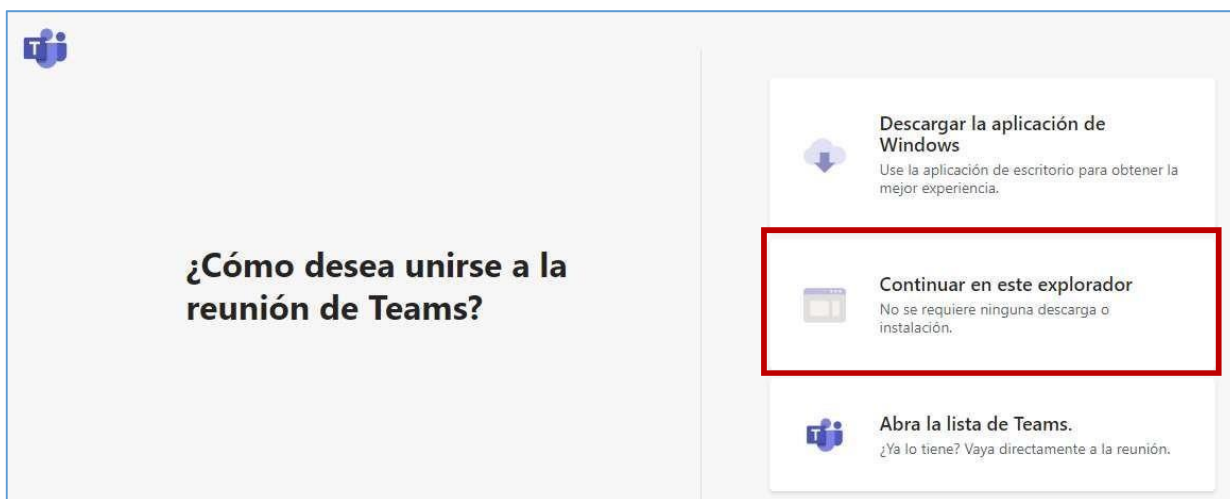 ¿Cómo desea unirse a la
reunión de Teams?
Descargar la aplicación de
Windows
Use la aplicación de escritorio para obtener la
mejor experiencia.
Continuar en este explorador
No se requiere ninguna descarga o
instalación.
Abra la lista de Teams.
¿Ya lo tiene? Vaya directamente a la reunión.